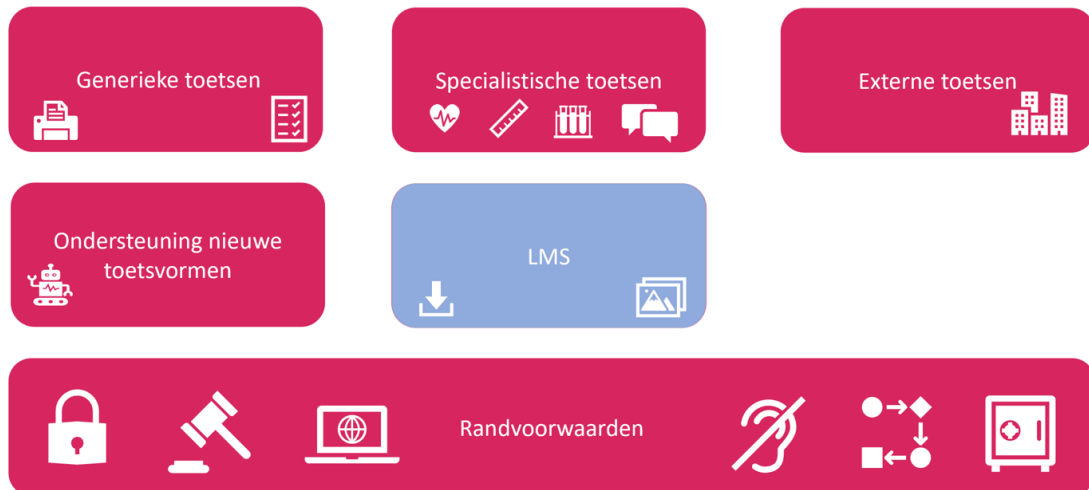 Generieke toetsen
Specialistische toetsen
Externe toetsen
Ondersteuning nieuwe
toetsvormen
LMS
Randvoorwaarden